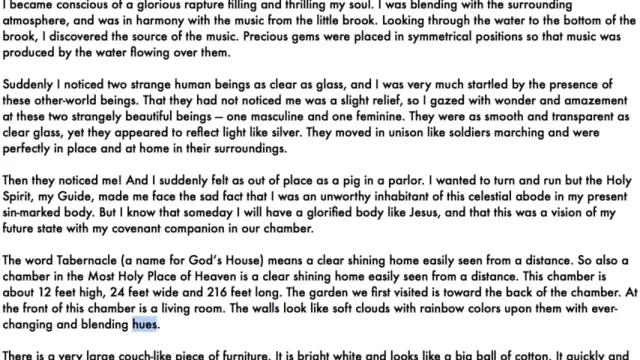 I became conscious of a glorious rapture filling and thrilling my soul. I was blending with the surrounding
atmosphere, and was in harmony with the music from the little brook. Looking through the water to the bottom of the
brook, I discovered the source of the music. Precious gems were placed in symmetrical positions so that music was
produced by the water flowing over them.
Suddenly I noticed two strange human beings as clear as glass, and I was very much startled by the presence of
these other-world beings. That they had not noticed me was a slight relief, so I gazed with wonder and amazement
at these two strangely beautiful beings – one masculine and one feminine. They were as smooth and transparent as
clear glass, yet they appeared to reflect light like silver. They moved in unison like soldiers marching and were
perfectly in place and at home in their surroundings.
Then they noticed me! And I suddenly felt as out of place as a pig in a parlor. I wanted to turn and run but the Holy
Spirit, my Guide, made me face the sad fact that I was an unworthy inhabitant of this celestial abode in my present
sin-marked body. But I know that someday I will have a glorified body like Jesus, and that this was a vision of my
future state with my covenant companion in our chamber.
The word Tabernacle (a name for God's House) means a clear shining home easily seen from a distance. So also a
chamber in the Most Holy Place of Heaven is a clear shining home easily seen from a distance. This chamber is
about 12 feet high, 24 feet wide and 216 feet long. The garden we first visited is toward the back of the chamber. At
the front of this chamber is a living room. The walls look like soft clouds with rainbow colors upon them with ever-
changing and blending hues.
There is a very large couch-like piece of furniture. It is bright white and looks like a big ball of cotton. It quickly and